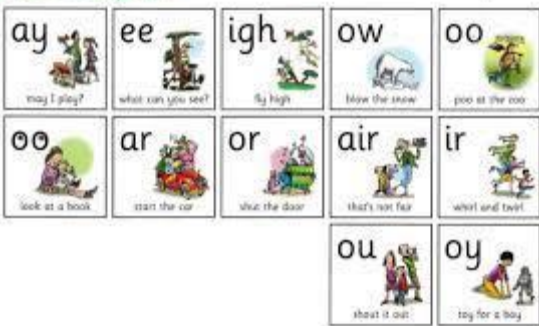 ay
may I play?
ee
what can you see?
igh
fly high
ow
blow the snow
oo
poo at the zoo
oo
look at a book
ar
start the car
or
shut the door
air
that's not fair
ir
whirl and twirl
ou
shout it out
oy
toy for a boy